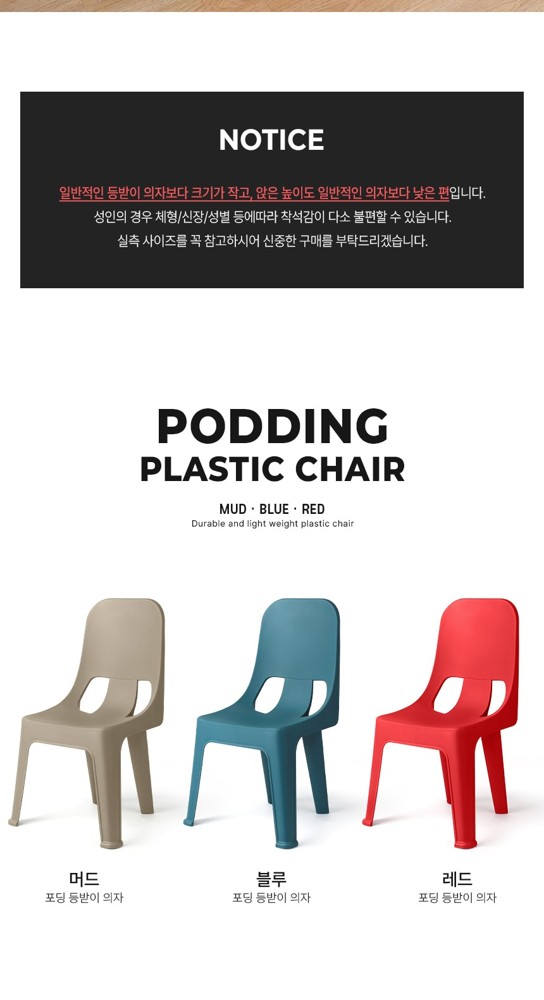 NOTICE
일반적인 등받이 의자보다 크기가 작고, 앉은 높이도 일반적인 의자보다 낮은 편입니다.
성인의 경우 체형/신장/성별 등에따라 착석감이 다소 불편할 수 있습니다.
실측 사이즈를 꼭 참고하시어 신중한 구매를 부탁드리겠습니다.
PODDING
PLASTIC CHAIR
MUD · BLUE · RED
Durable and light weight plastic chair
머드
포딩 등받이 의자
블루
포딩 등받이 의자
레드
포딩 등받이 의자